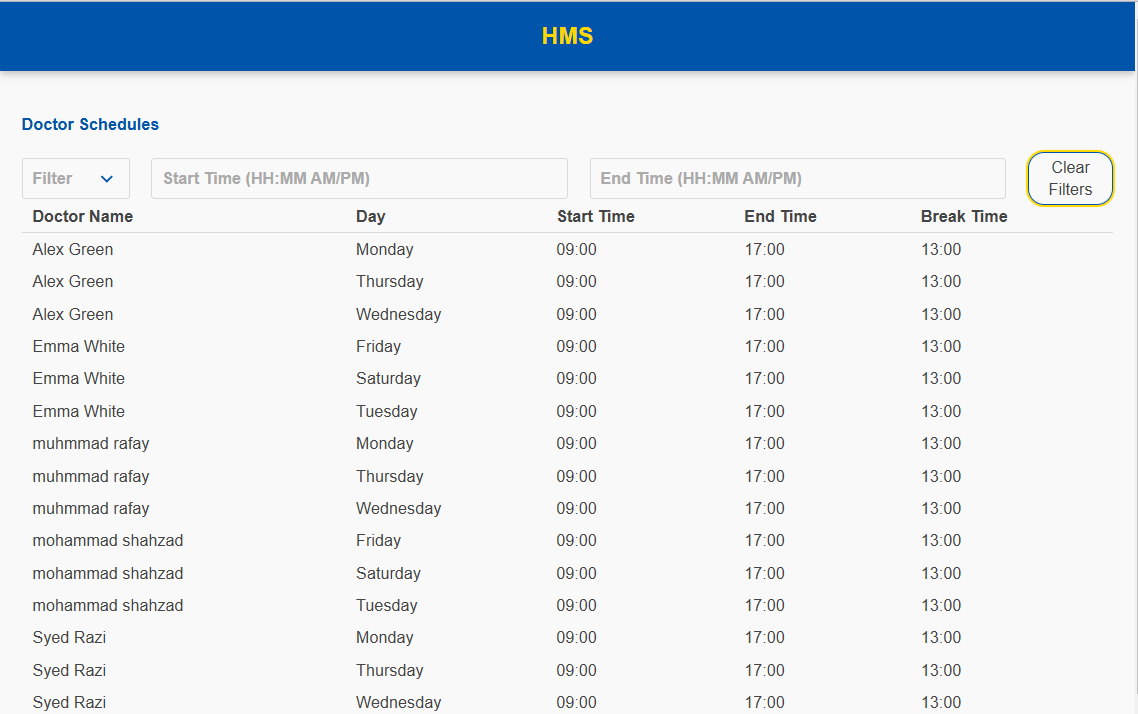 HMS
Doctor Schedules
Filter Start Time (HH:MM AM/PM) End Time (HH:MM AM/PM) Clear Filters
Doctor Name Day Start Time End Time Break Time
Alex Green Monday 09:00 17:00 13:00
Alex Green Thursday 09:00 17:00 13:00
Alex Green Wednesday 09:00 17:00 13:00
Emma White Friday 09:00 17:00 13:00
Emma White Saturday 09:00 17:00 13:00
Emma White Tuesday 09:00 17:00 13:00
muhmmad rafay Monday 09:00 17:00 13:00
muhmmad rafay Thursday 09:00 17:00 13:00
muhmmad rafay Wednesday 09:00 17:00 13:00
mohammad shahzad Friday 09:00 17:00 13:00
mohammad shahzad Saturday 09:00 17:00 13:00
mohammad shahzad Tuesday 09:00 17:00 13:00
Syed Razi Monday 09:00 17:00 13:00
Syed Razi Thursday 09:00 17:00 13:00
Syed Razi Wednesday 09:00 17:00 13:00